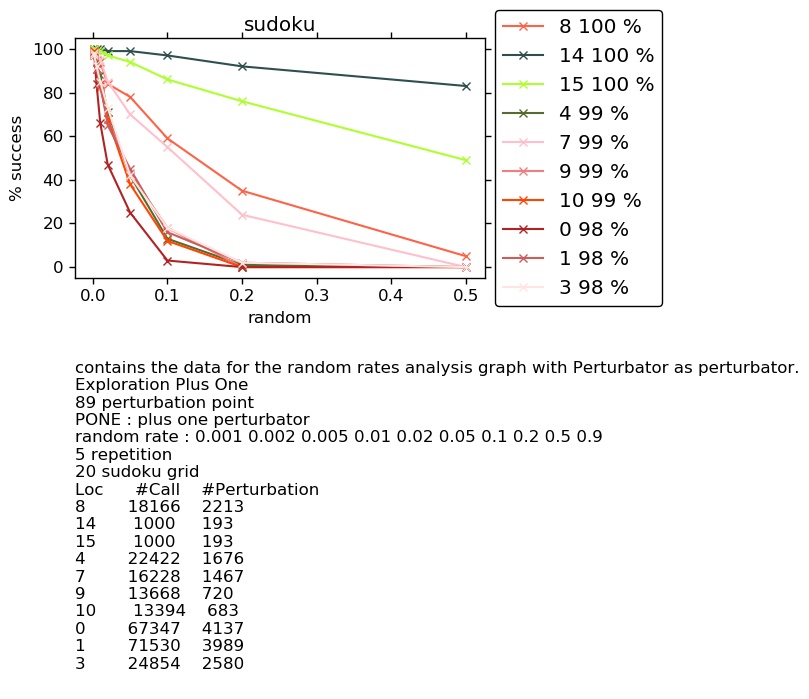 sudoku
% success
100
80
60
40
20
0
0.0 0.1 0.2 0.3 0.4 0.5
random
8 100 %
14 100 %
15 100 %
4 99 %
7 99 %
9 99 %
10 99 %
0 98 %
1 98 %
3 98 %
contains the data for the random rates analysis graph with Perturbator as perturbator.
Exploration Plus One
89 perturbation point
PONE : plus one perturbator
random rate : 0.001 0.002 0.005 0.01 0.02 0.05 0.1 0.2 0.5 0.9
5 repetition
20 sudoku grid
Loc #Call #Perturbation
8 18166 2213
14 1000 193
15 1000 193
4 22422 1676
7 16228 1467
9 13668 720
10 13394 683
0 67347 4137
1 71530 3989
3 24854 2580